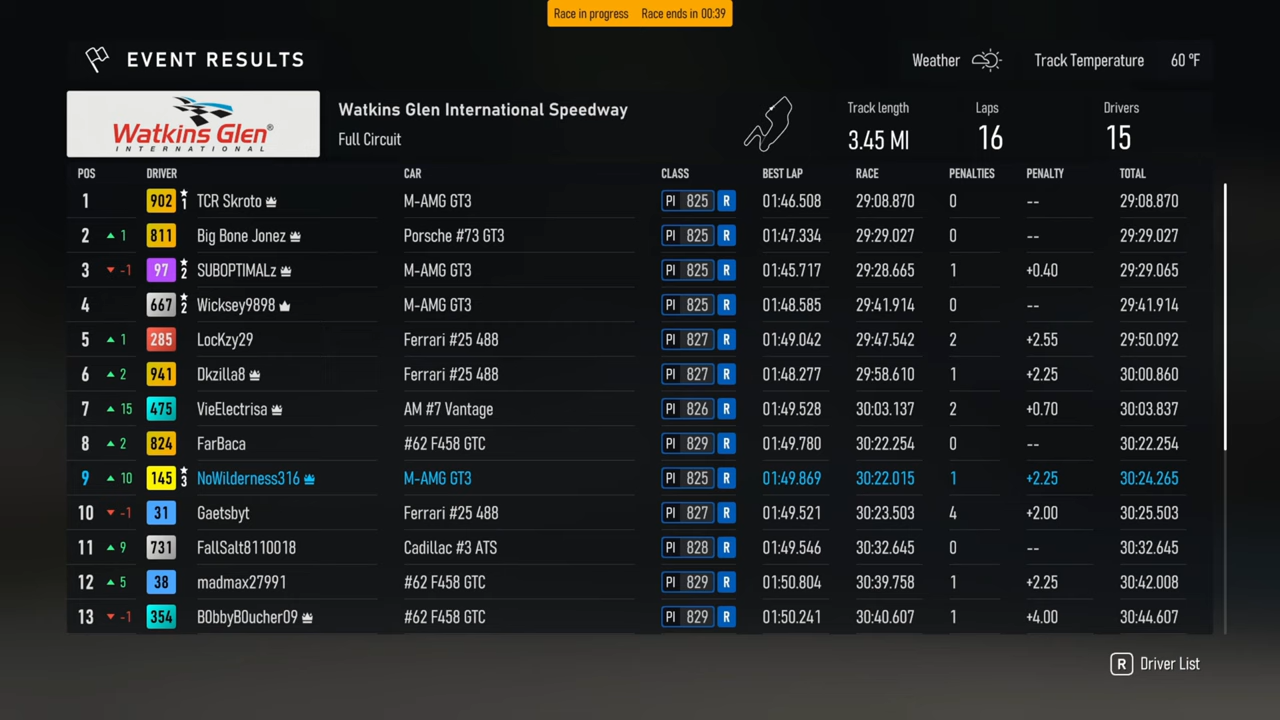 Race in progress Race ends in 00:39
EVENT RESULTS Weather Track Temperature 60 °F
Watkins Glen® INTERNATIONAL
Watkins Glen International Speedway
Full Circuit
Track length Laps Drivers
3.45 MI 16 15
POS DRIVER CAR CLASS BEST LAP RACE PENALTIES PENALTY TOTAL
1 902 1 TCR Skroto M-AMG GT3 PI 825 R 01:46.508 29:08.870 0 -- 29:08.870
2 1 811 Big Bone Jonez Porsche #73 GT3 PI 825 R 01:47.334 29:29.027 0 -- 29:29.027
3 -1 97 2 SUBOPTIMALz M-AMG GT3 PI 825 R 01:45.717 29:28.665 1 +0.40 29:29.065
4 667 2 Wicksey9898 M-AMG GT3 PI 825 R 01:48.585 29:41.914 0 -- 29:41.914
5 1 285 LocKzy29 Ferrari #25 488 PI 827 R 01:49.042 29:47.542 2 +2.55 29:50.092
6 2 941 Dkzilla8 Ferrari #25 488 PI 827 R 01:48.277 29:58.610 1 +2.25 30:00.860
7 15 475 VieElectrisa AM #7 Vantage PI 826 R 01:49.528 30:03.137 2 +0.70 30:03.837
8 2 824 FarBaca #62 F458 GTC PI 829 R 01:49.780 30:22.254 0 -- 30:22.254
9 10 145 3 NoWilderness316 M-AMG GT3 PI 825 R 01:49.869 30:22.015 1 +2.25 30:24.265
10 -1 31 Gaetsbyt Ferrari #25 488 PI 827 R 01:49.521 30:23.503 4 +2.00 30:25.503
11 9 731 FallSalt8110018 Cadillac #3 ATS PI 828 R 01:49.546 30:32.645 0 -- 30:32.645
12 5 38 madmax27991 #62 F458 GTC PI 829 R 01:50.804 30:39.758 1 +2.25 30:42.008
13 -1 354 B0bbyB0ucher09 #62 F458 GTC PI 829 R 01:50.241 30:40.607 1 +4.00 30:44.607
R Driver List